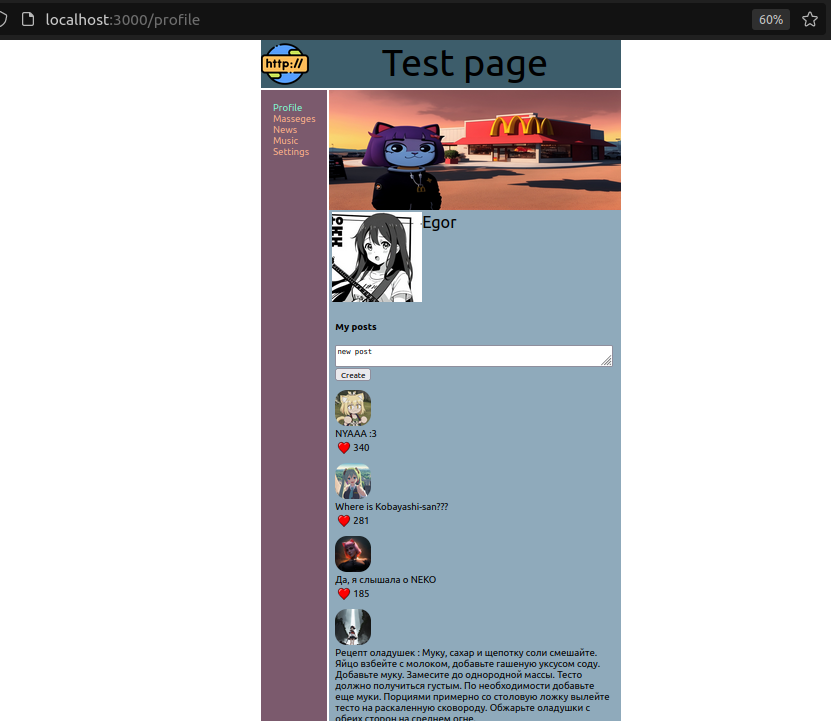 localhost:3000/profile
60%
http://
Test page
Profile
Masseges
News
Music
Settings
Egor
My posts
new post
Create
NYAAA :3
340
Where is Kobayashi-san???
281
Да, я слышала о NEKO
185
Рецепт оладушек : Муку, сахар и щепотку соли смешайте.
Яйцо взбейте с молоком, добавьте гашеную уксусом соду.
Добавьте муку. Замесите до однородной массы. Тесто
должно получиться густым. По необходимости добавьте
еще муки. Порциями примерно со столовую ложку вылейте
тесто на раскаленную сковороду. Обжарьте оладушки с
обеих сторон на среднем огне.